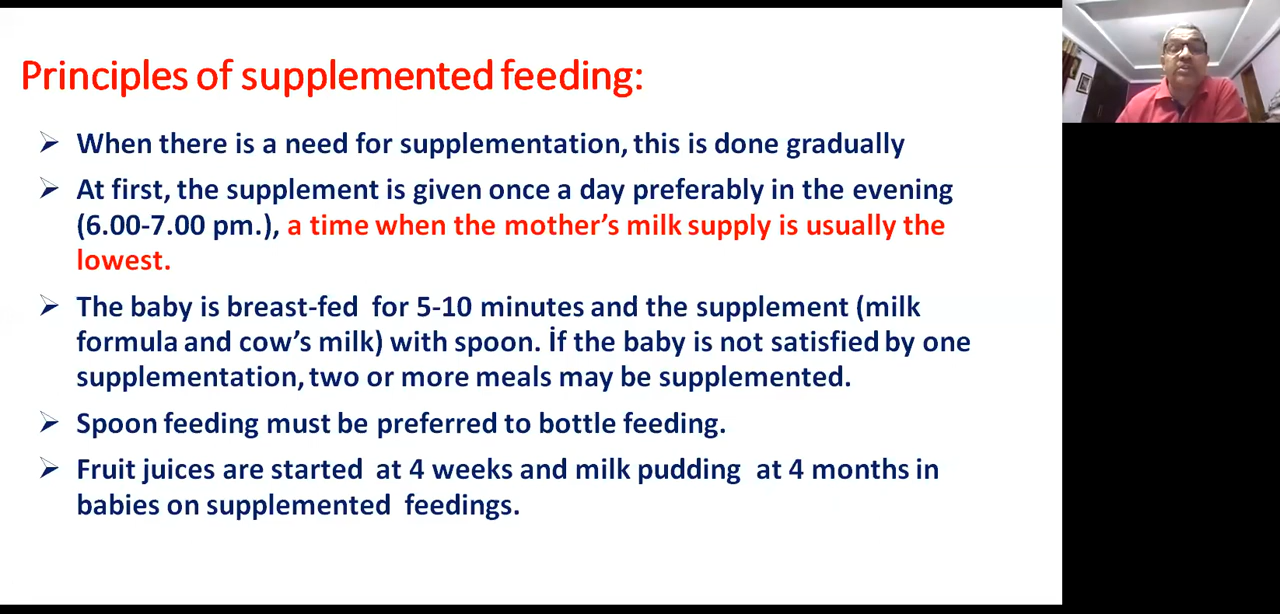 Principles of supplemented feeding:
When there is a need for supplementation, this is done gradually
At first, the supplement is given once a day preferably in the evening
(6.00-7.00 pm.), a time when the mother’s milk supply is usually the
lowest.
The baby is breast-fed for 5-10 minutes and the supplement (milk
formula and cow’s milk) with spoon. İf the baby is not satisfied by one
supplementation, two or more meals may be supplemented.
Spoon feeding must be preferred to bottle feeding.
Fruit juices are started at 4 weeks and milk pudding at 4 months in
babies on supplemented feedings.